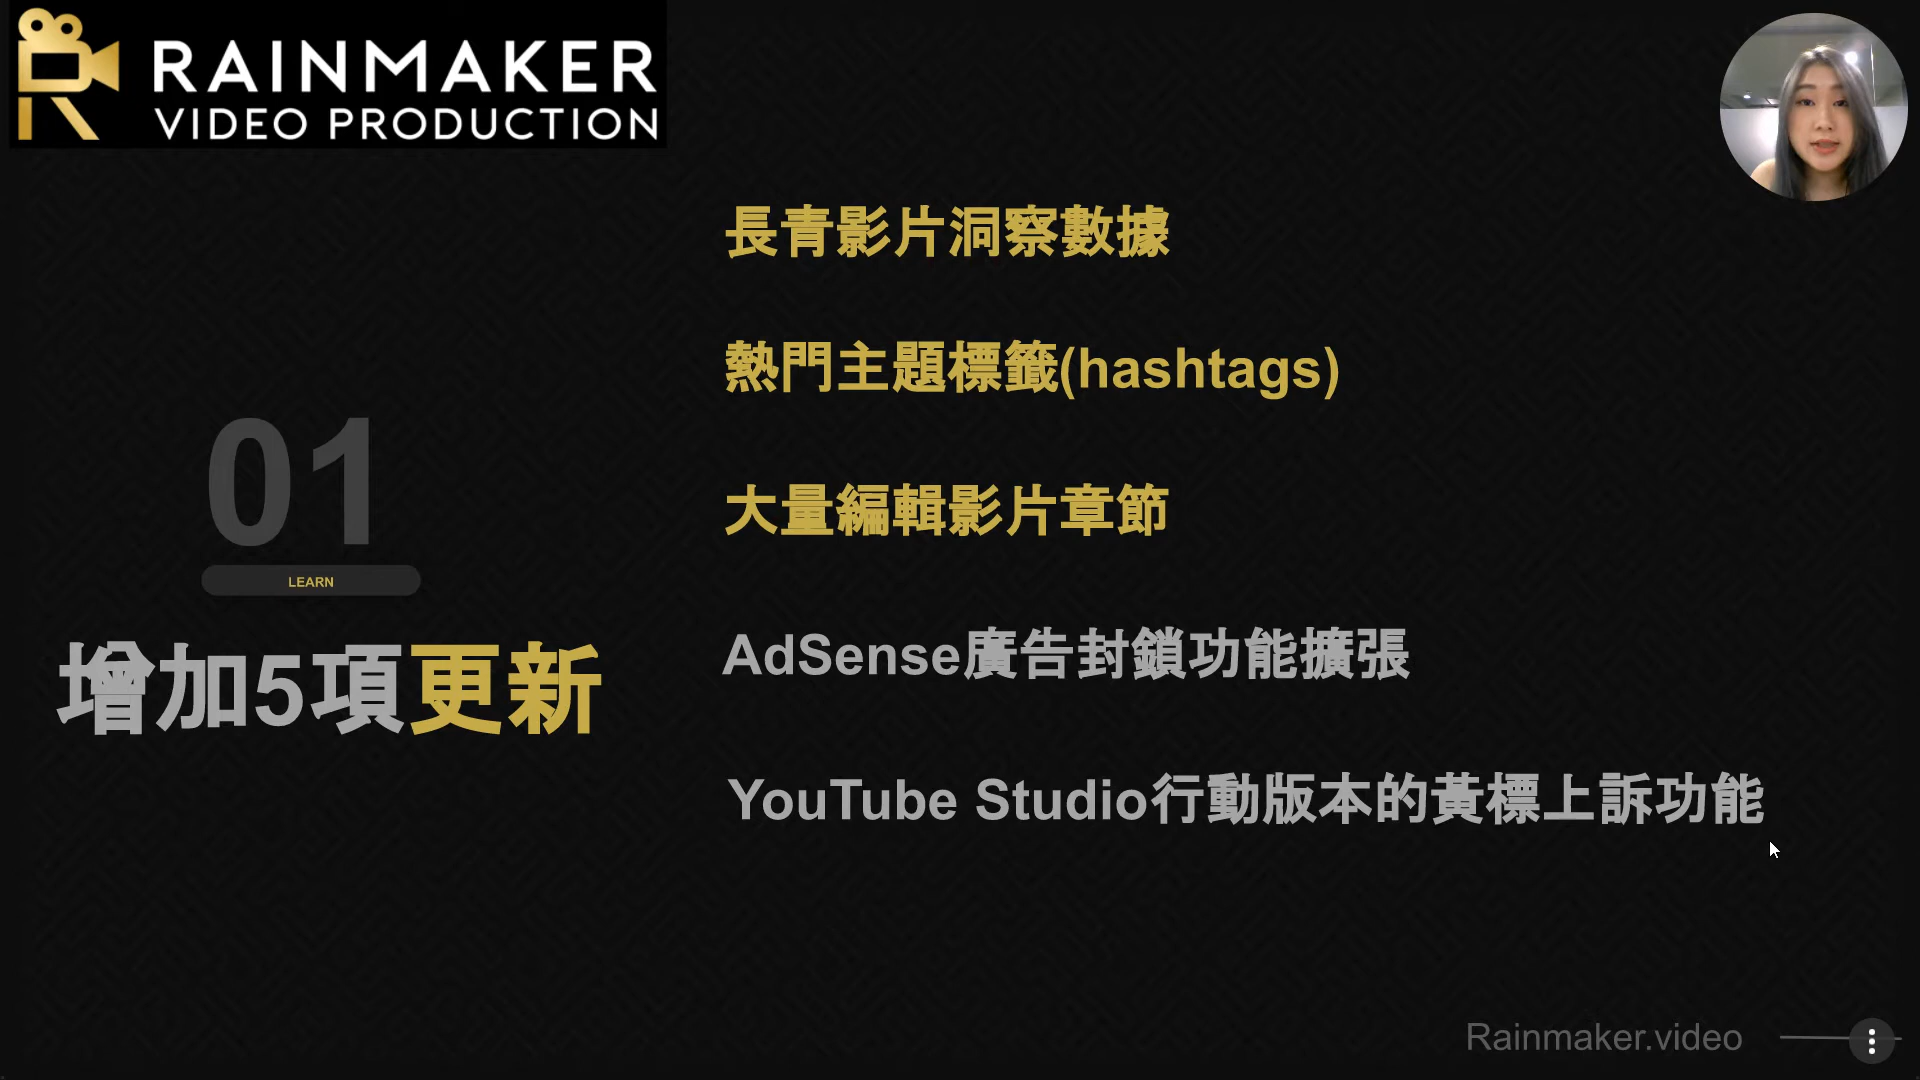 RAINMAKER
VIDEO PRODUCTION
長青影片洞察數據
熱門主題標籤(hashtags)
大量編輯影片章節
AdSense廣告封鎖功能擴張
YouTube Studio行動版本的黃標上訴功能
01
LEARN
增加5項更新
Rainmaker.video